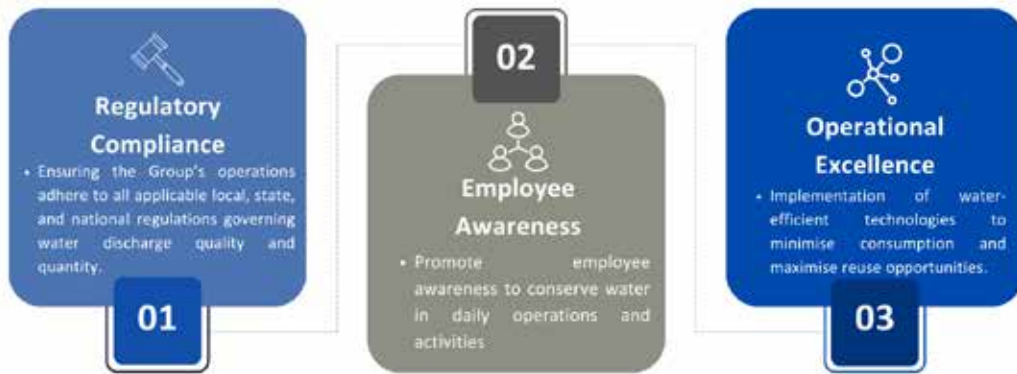 Regulatory
Compliance
• Ensuring the Group's operations
adhere to all applicable local, state,
and national regulations governing
water discharge quality and
quantity.
01
02
Employee
Awareness
• Promote employee
awareness to conserve water
in daily operations and
activities
Operational
Excellence
• Implementation of water-
efficient technologies to
minimise consumption and
maximise reuse opportunities.
03